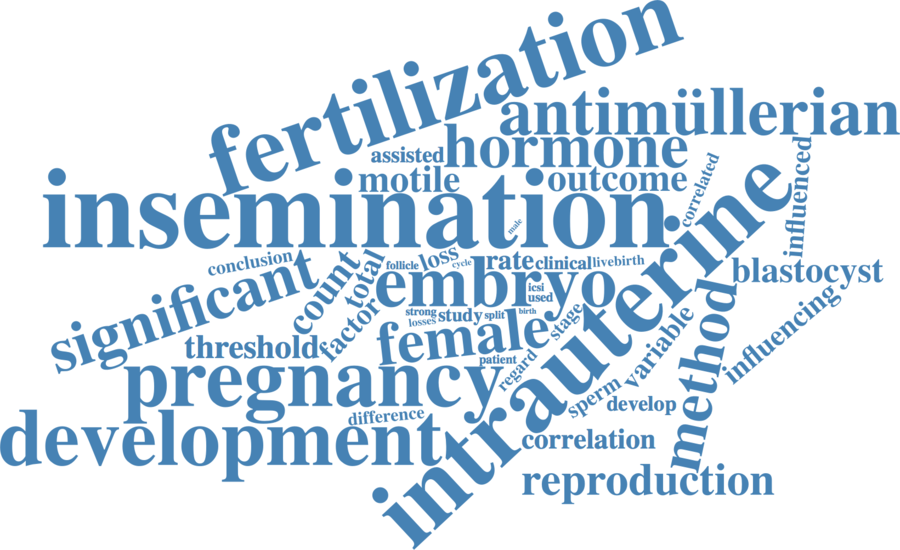 fertilization
antimüllerian
assisted
hormone
motile
outcome
correlated
influenced
insemination
male
intrauterine
conclusion
significant
count
total
follicle
loss
cycle
rate
clinical
livebirth
blastocyst
embryo
icsi
used
factor
strong
losses
study
split
birth
stage
method
influencing
variable
threshold
female
patient
regard
pregnancy
sperm
develop
difference
development
correlation
reproduction